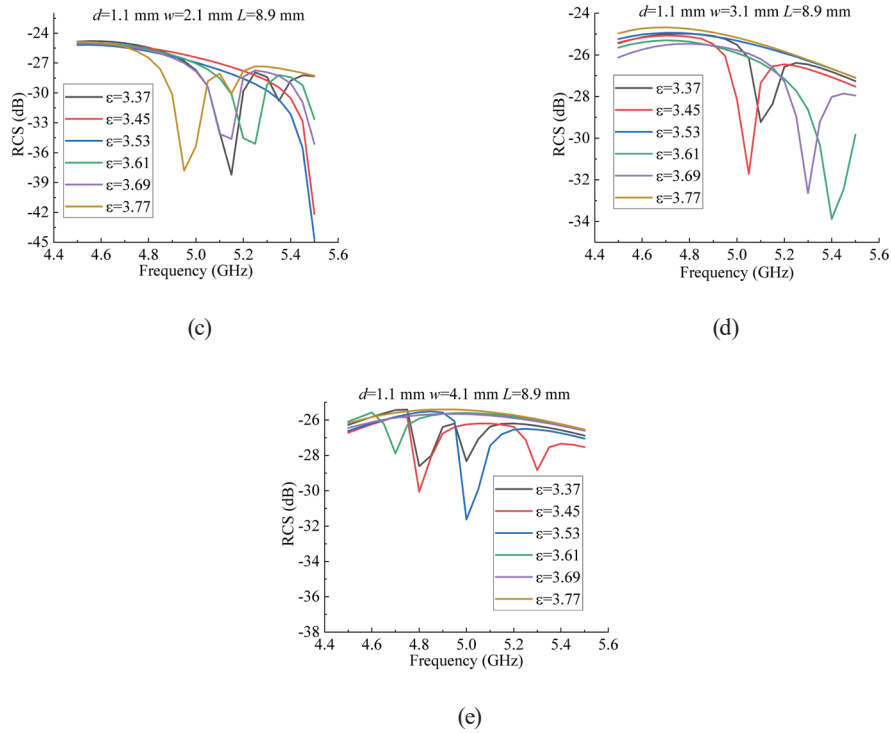 d=1.1 mm w=2.1 mm L=8.9 mm
-24
-27
-30
-33
-36
-39
-42
-45
RCS (dB)
ε=3.37
ε=3.45
ε=3.53
ε=3.61
ε=3.69
ε=3.77
4.4 4.6 4.8 5.0 5.2 5.4 5.6
Frequency (GHz)
(c)
d=1.1 mm w=3.1 mm L=8.9 mm
-24
-26
-28
-30
-32
-34
RCS (dB)
ε=3.37
ε=3.45
ε=3.53
ε=3.61
ε=3.69
ε=3.77
4.4 4.6 4.8 5.0 5.2 5.4 5.6
Frequency (GHz)
(d)
d=1.1 mm w=4.1 mm L=8.9 mm
-26
-28
-30
-32
-34
-36
-38
RCS (dB)
ε=3.37
ε=3.45
ε=3.53
ε=3.61
ε=3.69
ε=3.77
4.4 4.6 4.8 5.0 5.2 5.4 5.6
Frequency (GHz)
(e)